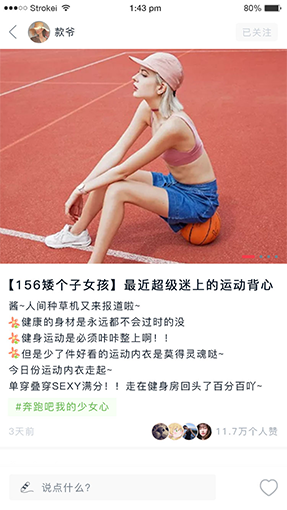 Strokei
1:43 pm
80%
款爷
已关注
【156矮个子女孩】最近超级迷上的运动背心
酱~人间种草机又来报道啦~
健康的身材是永远都不会过时的没
健身运动是必须咔咔整上啊！！
但是少了件好看的运动内衣是莫得灵魂哒~
今日份运动内衣走起~
单穿叠穿SEXY满分！！走在健身房回头了百分百吖~
#奔跑吧我的少女心
3天前
11.7万个人赞
说点什么?